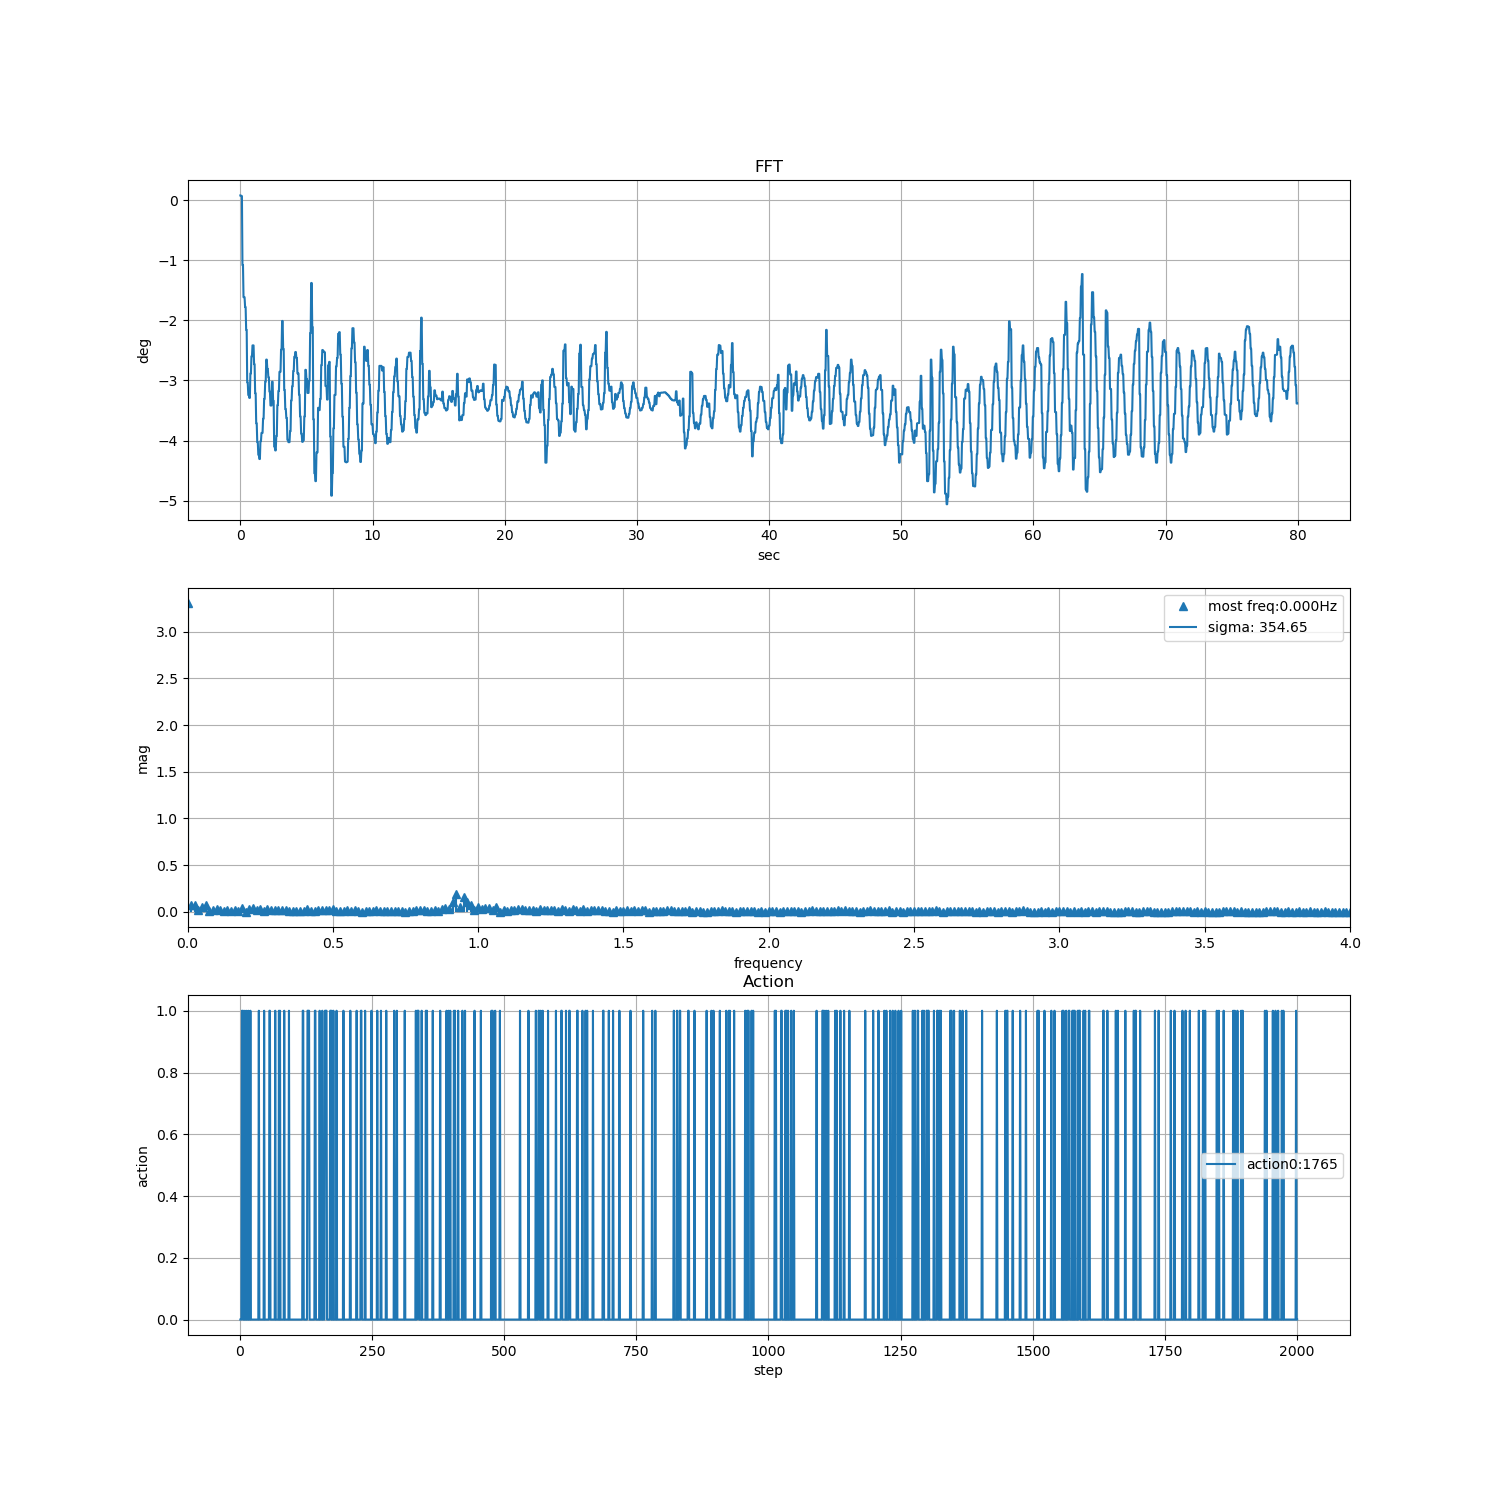 FFT
0
−1
−2
−3
−4
−5
deg
0 10 20 30 40 50 60 70 80
sec
most freq:0.000Hz
sigma: 354.65
3.0
2.5
2.0
1.5
1.0
0.5
0.0
mag
0.0 0.5 1.0 1.5 2.0 2.5 3.0 3.5 4.0
frequency
Action
1.0
0.8
0.6
0.4
0.2
0.0
action
action0:1765
0 250 500 750 1000 1250 1500 1750 2000
step